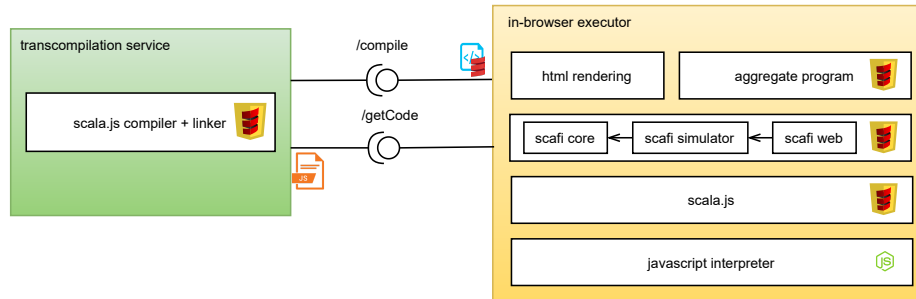 transcompilation service
scala.js compiler + linker
/compile
/getCode
</>
.JS
in-browser executor
html rendering
aggregate program
scafi core
scafi simulator
scafi web
scala.js
javascript interpreter
JS